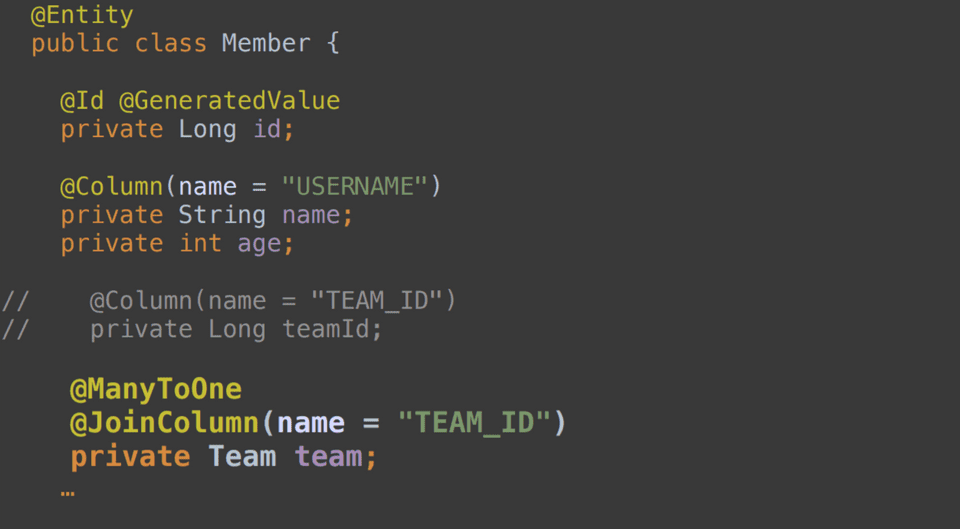 @Entity
public class Member {
@Id @GeneratedValue
private Long id;
@Column(name = "USERNAME")
private String name;
private int age;
//    @Column(name = "TEAM_ID")
//    private Long teamId;
@ManyToOne
@JoinColumn(name = "TEAM_ID")
private Team team;
…